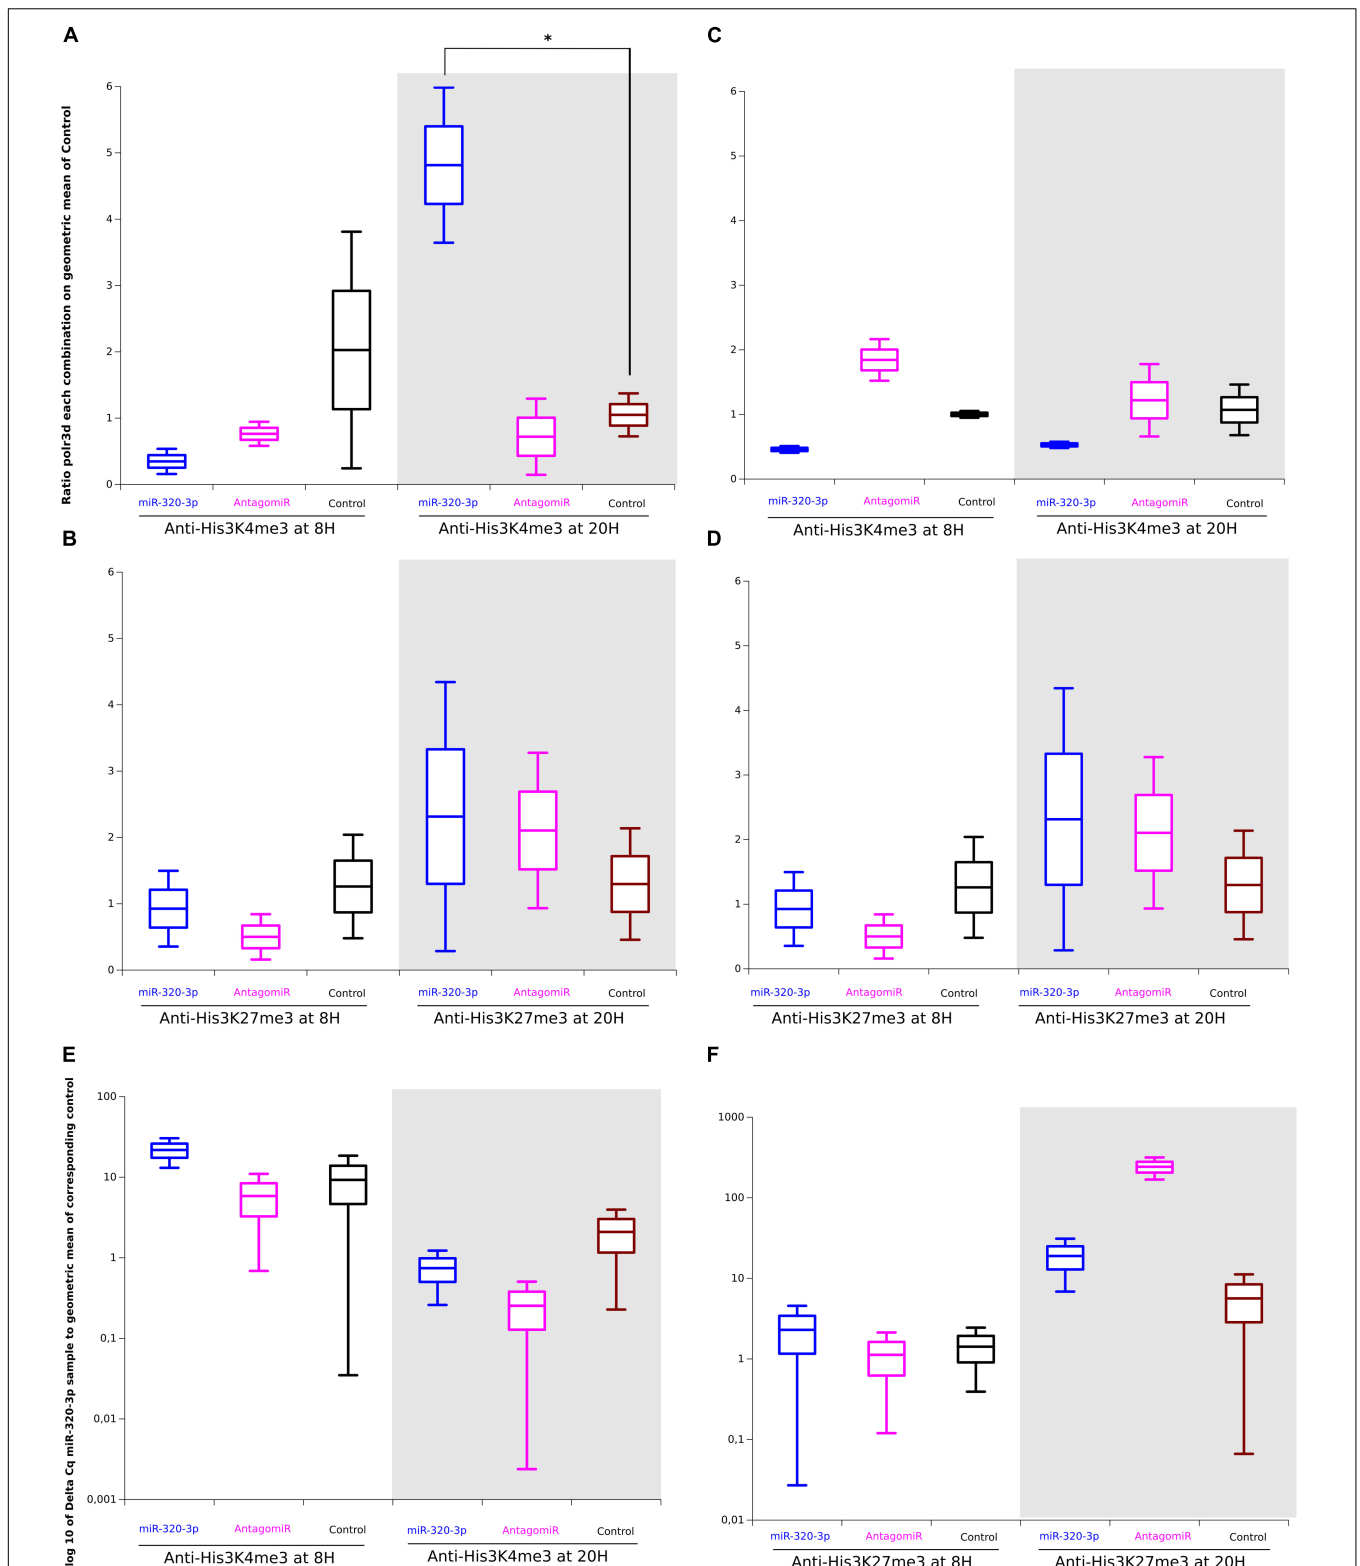 A
*
Ratio polr3d each combination on geometric mean of Control
6
5
4
3
2
1
0
miR-320-3p AntagomiR Control miR-320-3p AntagomiR Control
Anti-His3K4me3 at 8H Anti-His3K4me3 at 20H
C
6
5
4
3
2
1
0
miR-320-3p AntagomiR Control miR-320-3p AntagomiR Control
Anti-His3K4me3 at 8H Anti-His3K4me3 at 20H
B
6
5
4
3
2
1
0
miR-320-3p AntagomiR Control miR-320-3p AntagomiR Control
Anti-His3K27me3 at 8H Anti-His3K27me3 at 20H
D
6
5
4
3
2
1
0
miR-320-3p AntagomiR Control miR-320-3p AntagomiR Control
Anti-His3K27me3 at 8H Anti-His3K27me3 at 20H
E
log 10 of Delta Cq miR-320-3p sample to geometric mean of corresponding control
100
10
1
0,1
0,01
0,001
miR-320-3p AntagomiR Control miR-320-3p AntagomiR Control
Anti-His3K4me3 at 8H Anti-His3K4me3 at 20H
F
1000
100
10
1
0,1
0,01
miR-320-3p AntagomiR Control miR-320-3p AntagomiR Control
Anti-His3K27me3 at 8H Anti-His3K27me3 at 20H